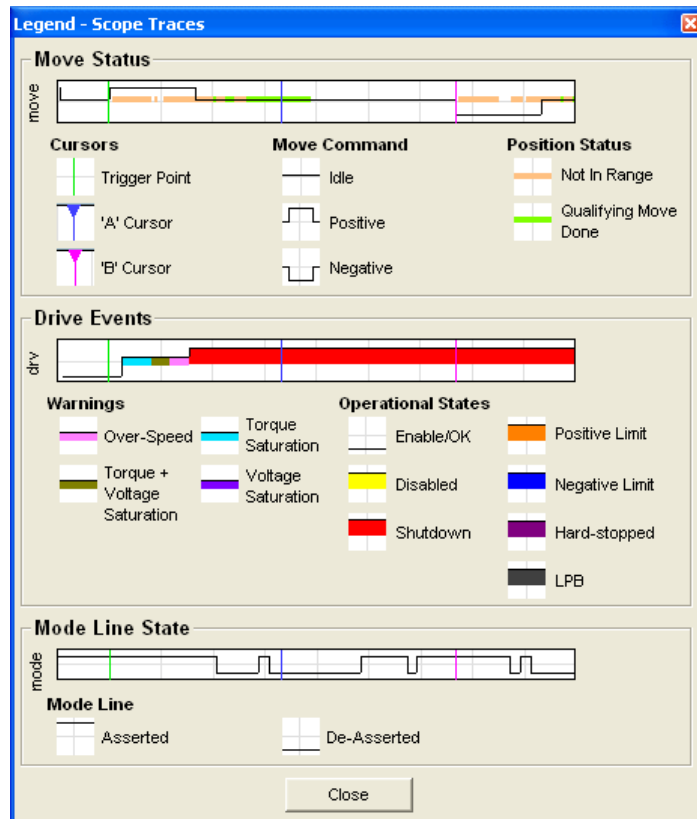 Legend - Scope Traces
Move Status
move
Cursors
Trigger Point
'A' Cursor
'B' Cursor
Move Command
Idle
Positive
Negative
Position Status
Not In Range
Qualifying Move
Done
Drive Events
drv
Warnings
Over-Speed
Torque +
Voltage
Saturation
Torque
Saturation
Voltage
Saturation
Operational States
Enable/OK
Disabled
Shutdown
Positive Limit
Negative Limit
Hard-stopped
LPB
Mode Line State
mode
Mode Line
Asserted
De-Asserted
Close